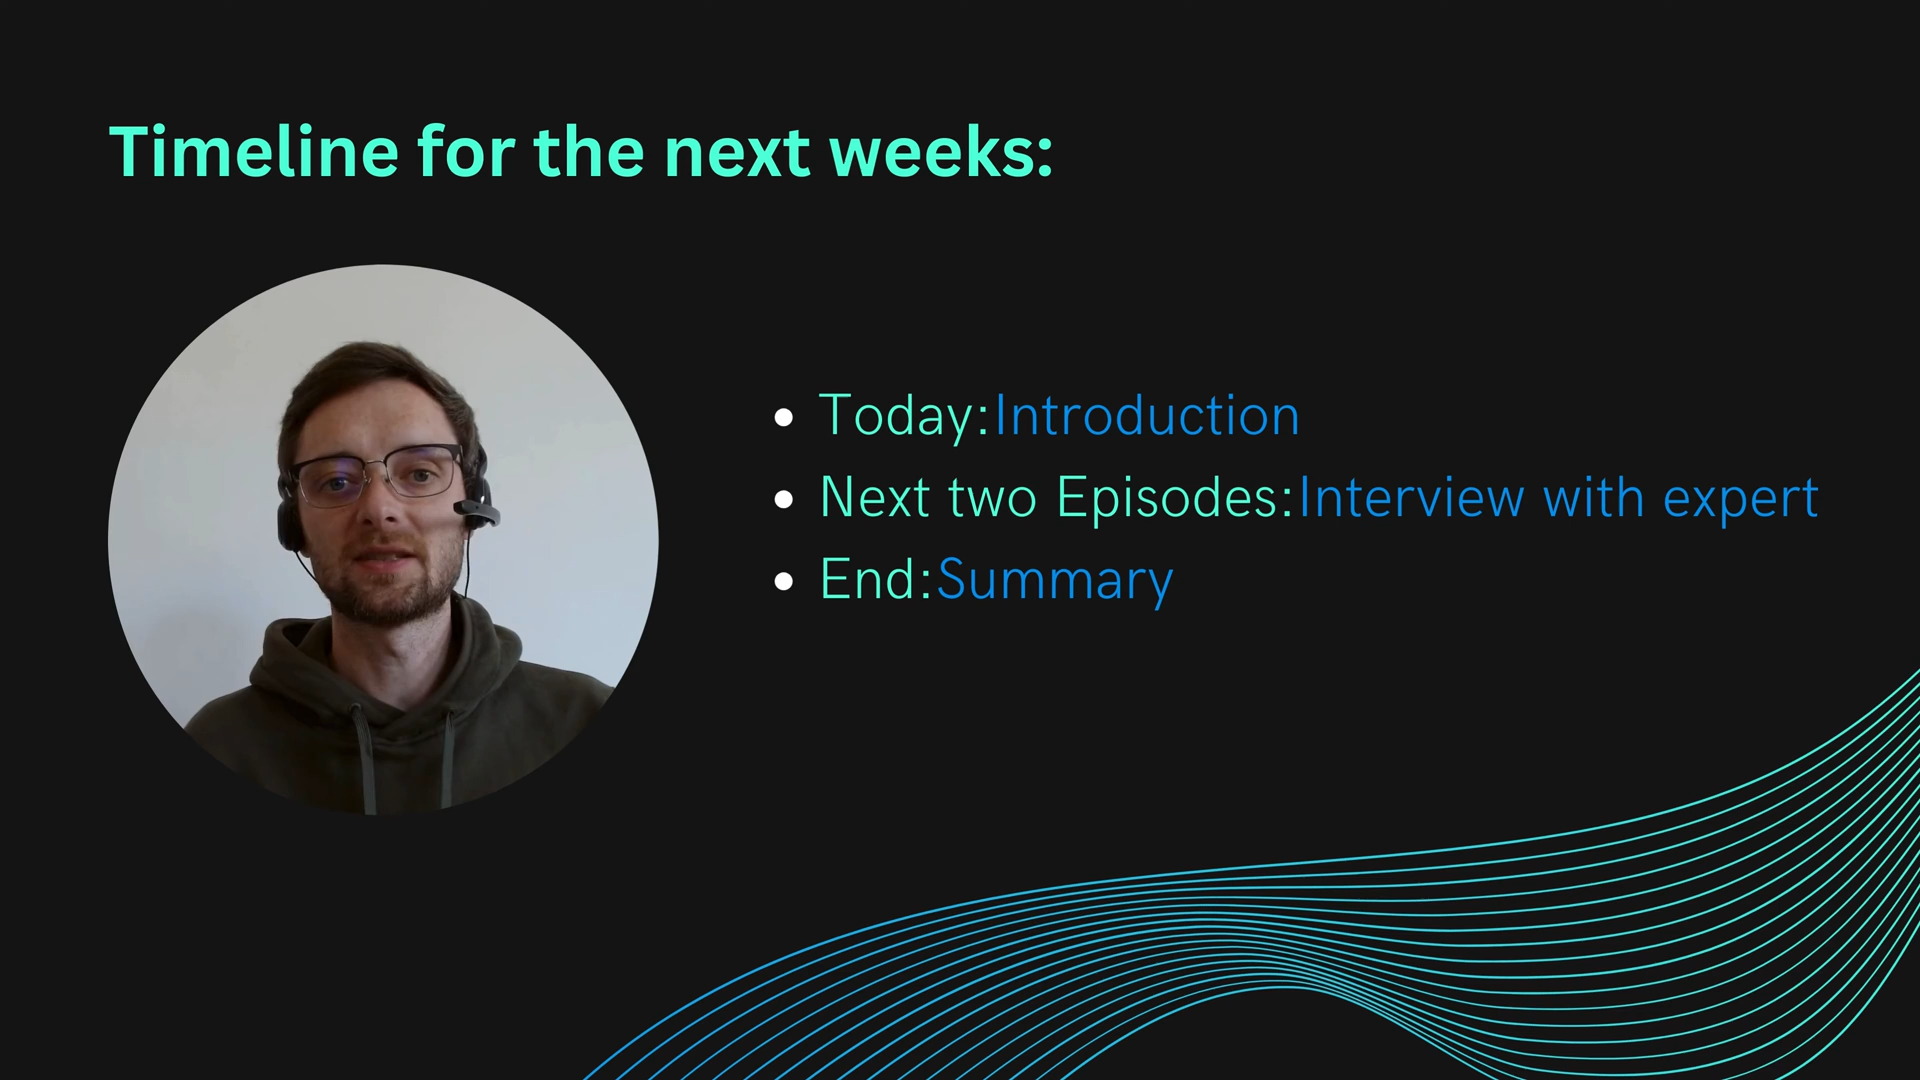 Timeline for the next weeks:
Today:Introduction
Next two Episodes:Interview with expert
End:Summary